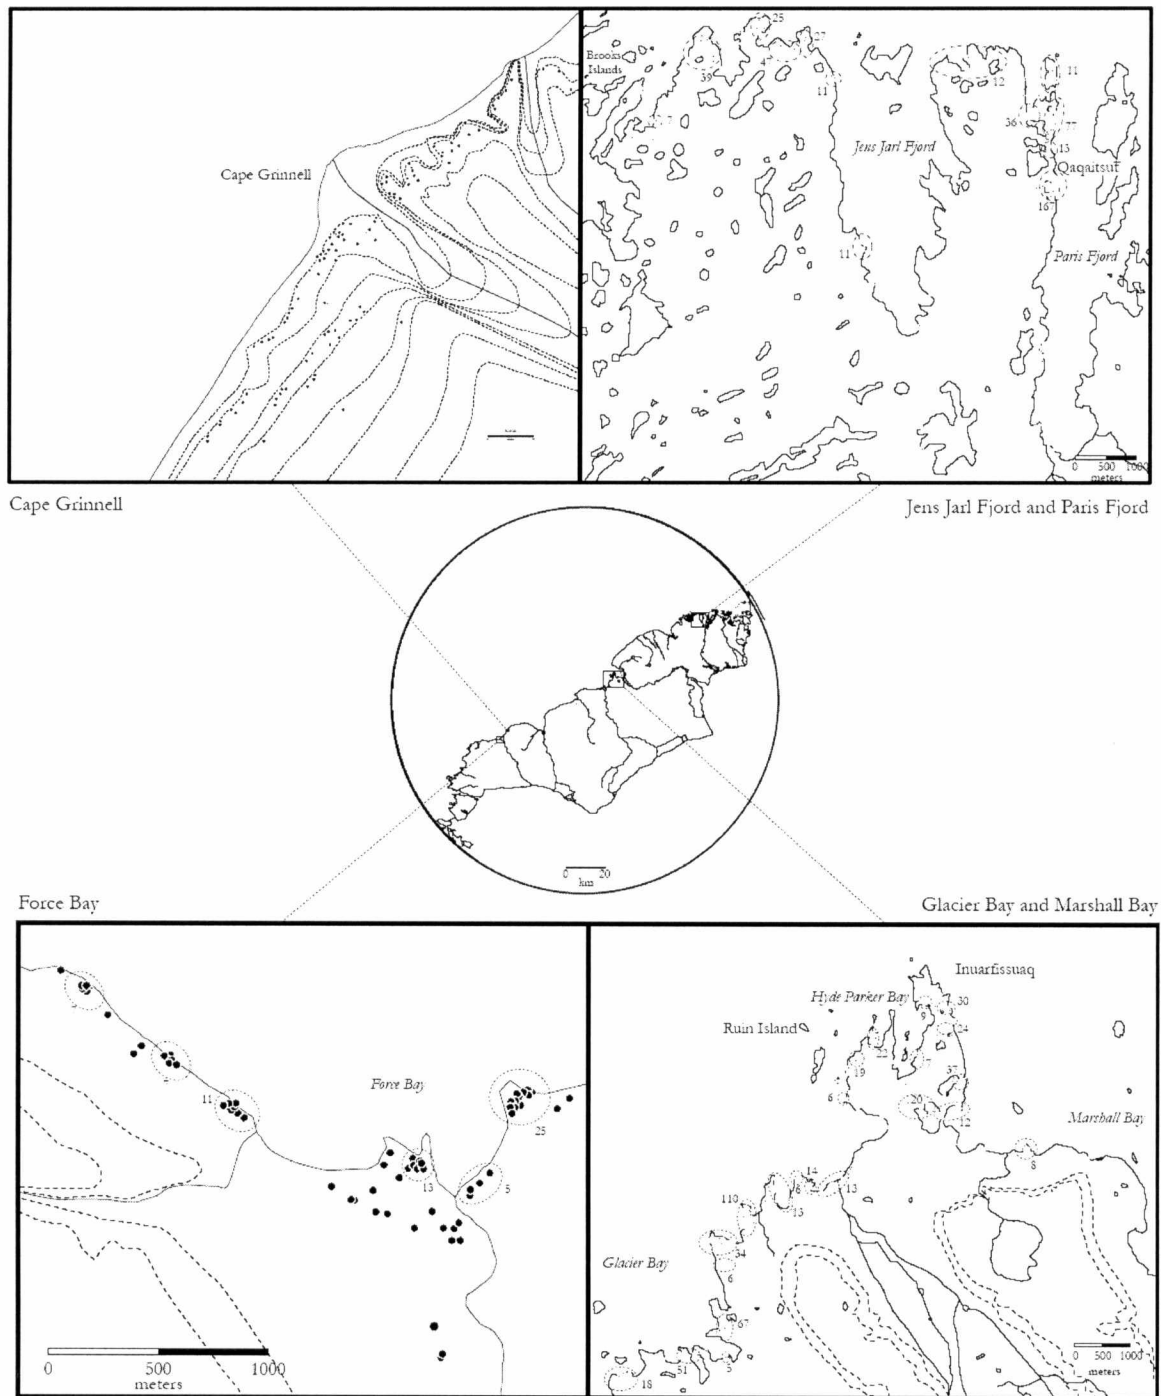 Cape Grinnell
25
27
Brooks
Islands
39
4
11
12
11
36
77
13
Jens Jarl Fjord
Qaqaitsut
16
11
Paris Fjord
0 500 1000
meters
Cape Grinnell
Jens Jarl Fjord and Paris Fjord
0 20
km
Force Bay
Glacier Bay and Marshall Bay
11
Force Bay
25
13
5
0 500 1000
meters
Inuarfissuaq
Hyde Parker Bay
30
9
Ruin Island
24
22
19
37
6
20
12
Marshall Bay
8
14
13
15
110
34
Glacier Bay
6
67
51
5
18
0 500 1000
meters